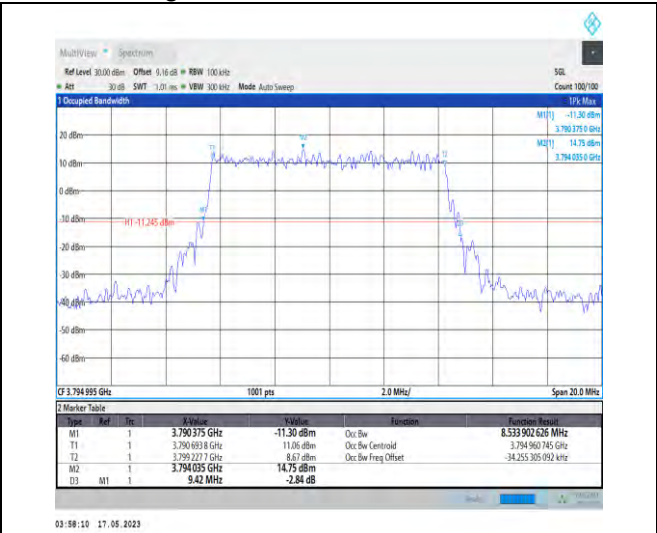 MultiView Spectrum
Ref Level 30.00 dBm Offset 9.16 dB RBW 100 kHz SGL
Att 30 dB SWT 1.01 ms VBW 300 kHz Mode Auto Sweep Count 100/100
1 Occupied Bandwidth 1Pk Max
M1[1] -11.30 dBm
3.790 375 0 GHz
M2[1] 14.75 dBm
3.794 035 0 GHz
20 dBm
T1 M2 T2
10 dBm
0 dBm
M1
-10 dBm
H1 -11.245 dBm
D3
-20 dBm
-30 dBm
-40 dBm
-50 dBm
-60 dBm
CF 3.794 995 GHz 1001 pts 2.0 MHz/ Span 20.0 MHz
2 Marker Table
Type Ref Trc X-Value Y-Value Function Function Result
M1 1 3.790 375 GHz -11.30 dBm Occ Bw 8.533 902 626 MHz
T1 1 3.790 693 8 GHz 11.06 dBm Occ Bw Centroid 3.794 960 745 GHz
T2 1 3.799 227 7 GHz 8.67 dBm Occ Bw Freq Offset -34.255 305 092 kHz
M2 1 3.794 035 GHz 14.75 dBm
D3 M1 1 9.42 MHz -2.84 dB
03:58:10 17.05.2023